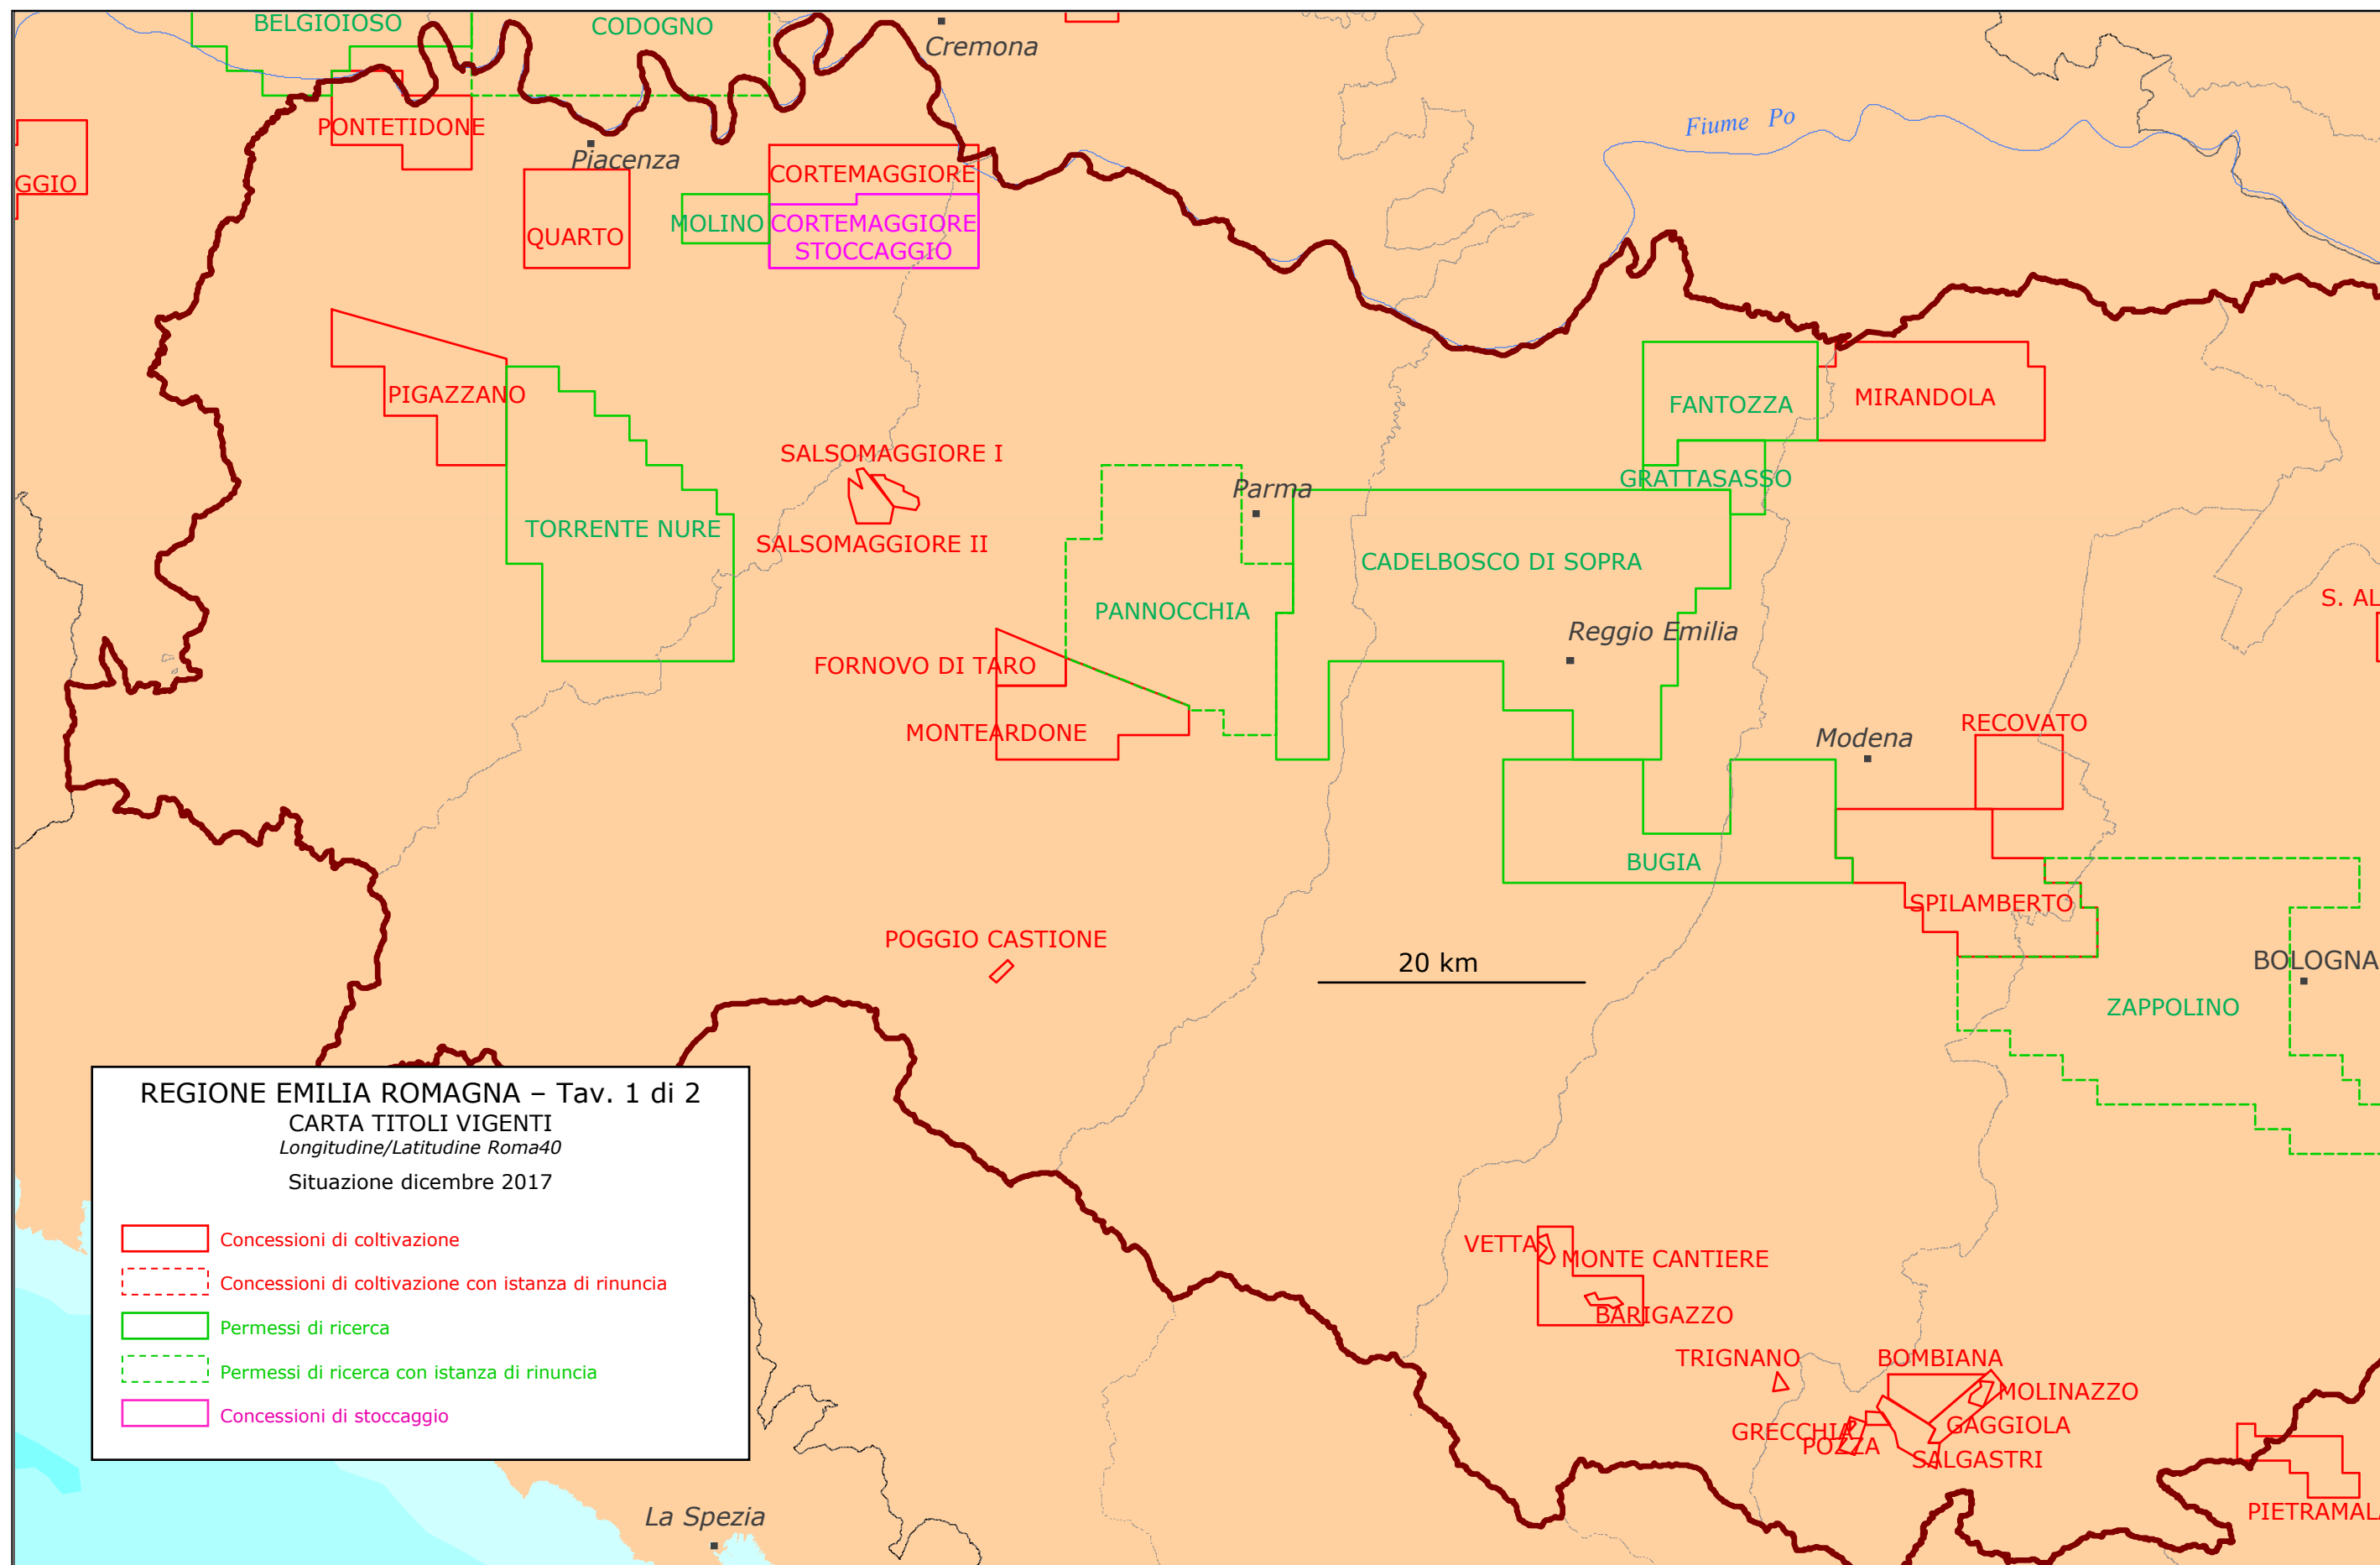 BELGIOIOSO
CODOGNO
Cremona
Fiume Po
PONTETIDONE
Piacenza
CORTEMAGGIORE
GGIO
MOLINO
CORTEMAGGIORE
STOCCAGGIO
QUARTO
PIGAZZANO
FANTOZZA
MIRANDOLA
SALSOMAGGIORE I
GRATTASASSO
Parma
TORRENTE NURE
SALSOMAGGIORE II
CADELBOSCO DI SOPRA
S. AL
PANNOCCHIA
Reggio Emilia
FORNOVO DI TARO
MONTEARDONE
RECOVATO
Modena
BUGIA
SPILAMBERTO
POGGIO CASTIONE
20 km
BOLOGNA
ZAPPOLINO
REGIONE EMILIA ROMAGNA – Tav. 1 di 2
CARTA TITOLI VIGENTI
Longitudine/Latitudine Roma40
Situazione dicembre 2017
Concessioni di coltivazione
Concessioni di coltivazione con istanza di rinuncia
Permessi di ricerca
Permessi di ricerca con istanza di rinuncia
Concessioni di stoccaggio
VETTA
MONTE CANTIERE
BARIGAZZO
TRIGNANO
BOMBIANA
MOLINAZZO
GAGGIOLA
GRECCHIA
POZZA
SALGASTRI
PIETRAMALA
La Spezia